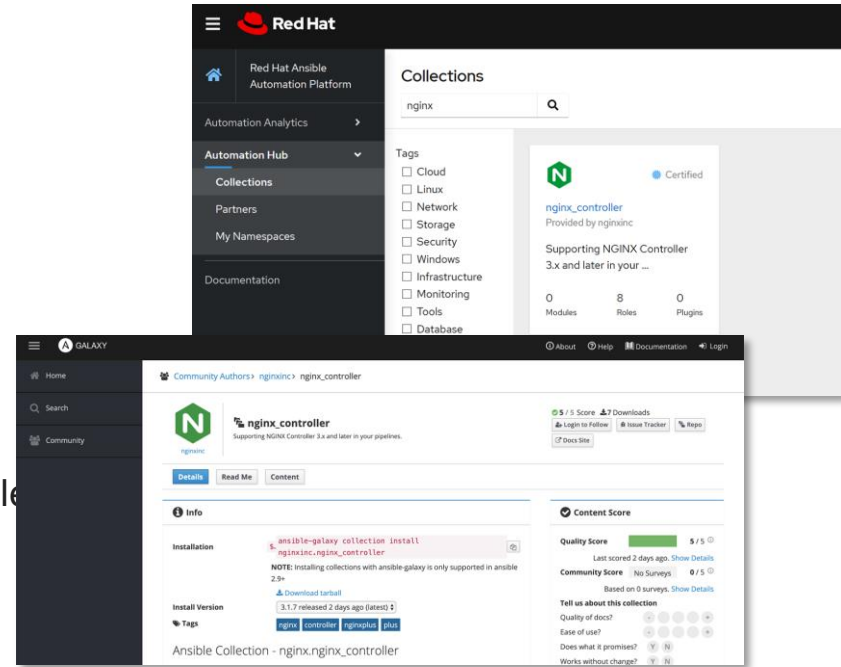 Red Hat
Red Hat Ansible
Automation Platform
Automation Analytics
Automation Hub
Collections
Partners
My Namespaces
Documentation
Collections
nginx
Tags
Cloud
Linux
Network
Storage
Security
Windows
Infrastructure
Monitoring
Tools
Database
Certified
nginx_controller
Provided by nginxinc
Supporting NGINX Controller
3.x and later in your ...
0 8 0
Modules Roles Plugins
le
A GALAXY
About Help Documentation Login
Home
Search
Community
Community Authors> nginxinc> nginx_controller
N
nginxinc
nginx_controller
Supporting NGINX Controller 3.x and later in your pipelines.
5 / 5 Score 7 Downloads
Login to Follow Issue Tracker Repo
Docs Site
Details Read Me Content
Info
Installation
$ ansible-galaxy collection install
nginxinc.nginx_controller
NOTE: Installing collections with ansible-galaxy is only supported in ansible
2.9+
Download tarball
Install Version 3.1.7 released 2 days ago (latest)
Tags nginx controller nginxplus plus
Ansible Collection - nginx.nginx_controller
Content Score
Quality Score 5 / 5
Last scored 2 days ago. Show Details
Community Score No Surveys 0 / 5
Based on 0 surveys. Show Details
Tell us about this collection
Quality of docs? - +
Ease of use? - +
Does what it promises? Y N
Works without change? Y N